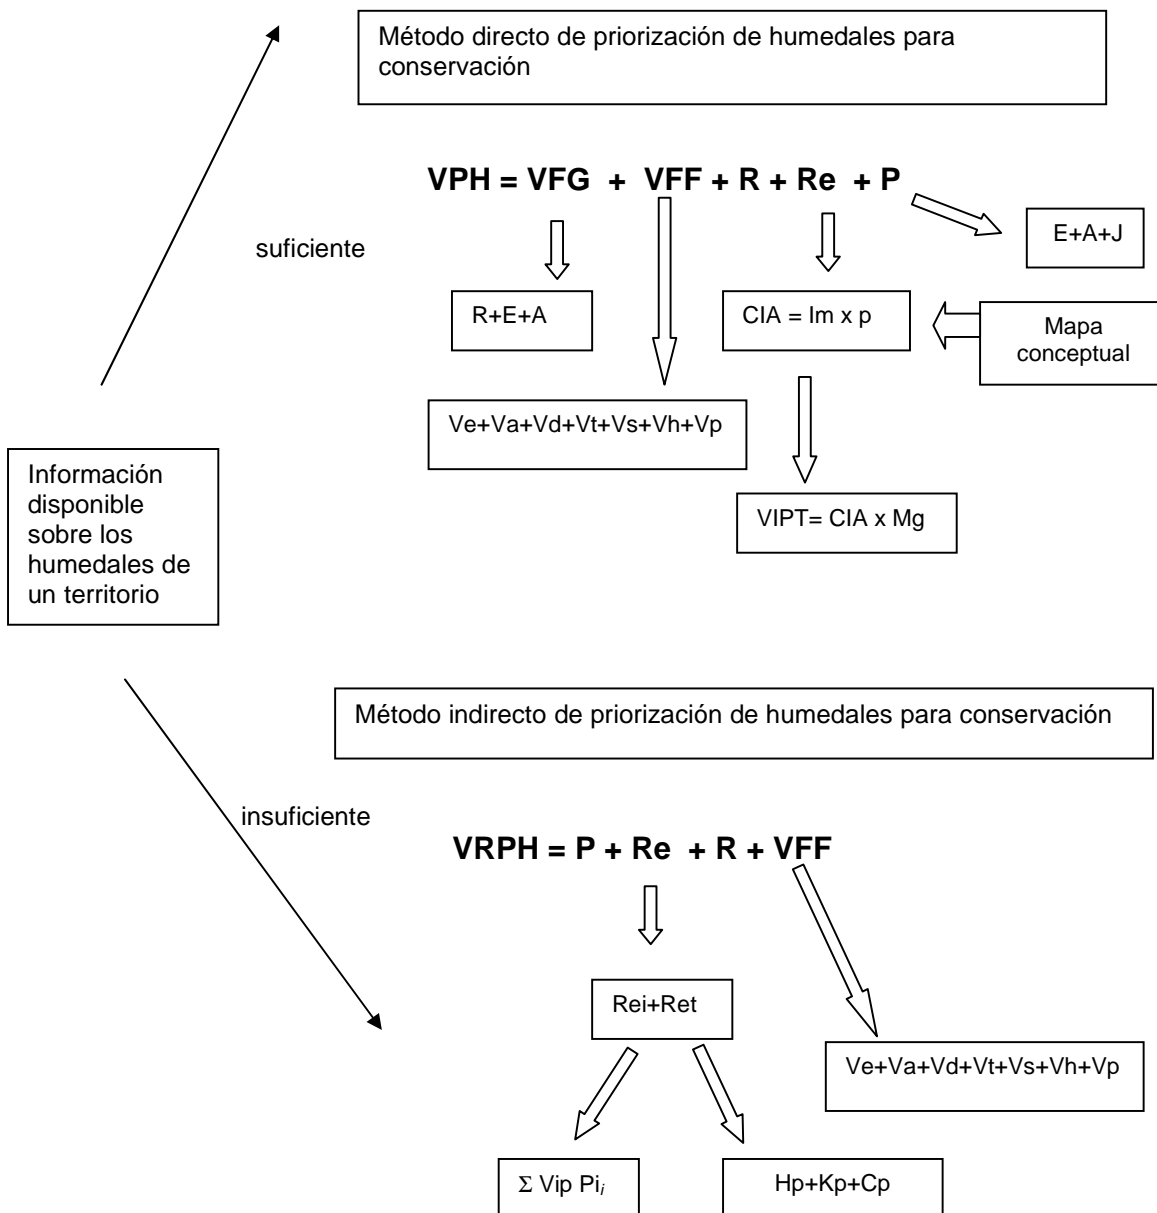 Método directo de priorización de humedales para
conservación
VPH = VFG + VFF + R + Re + P
suficiente
E+A+J
R+E+A
CIA = Im x p
Mapa
conceptual
Ve+Va+Vd+Vt+Vs+Vh+Vp
Información
disponible
sobre los
humedales de
un territorio
VIPT= CIA x Mg
Método indirecto de priorización de humedales para conservación
insuficiente
VRPH = P + Re + R + VFF
Rei+Ret
Ve+Va+Vd+Vt+Vs+Vh+Vp
Σ Vip Pi𝑖
Hp+Kp+Cp